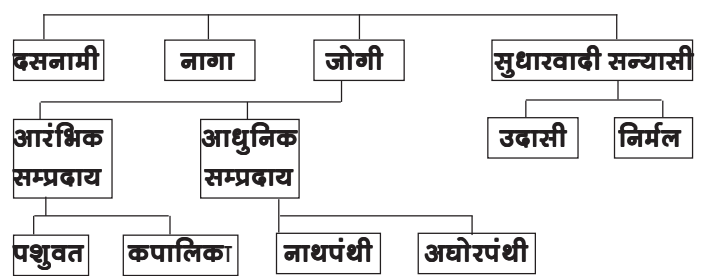 दसनामी नागा जोगी सुधारवादी सन्यासी
आरंभिक
सम्प्रदाय
आधुनिक
सम्प्रदाय
उदासी निर्मल
पशुवत कपालिका नाथपंथी अघोरपंथी